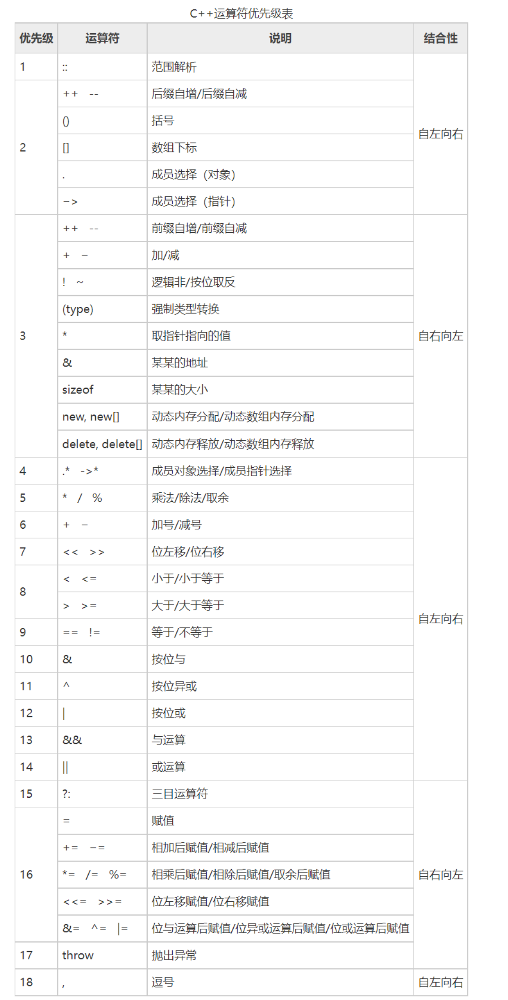 C++运算符优先级表
优先级 运算符 说明 结合性
1 :: 范围解析 自左向右
2 ++ -- 后缀自增/后缀自减
() 括号
[] 数组下标
. 成员选择（对象）
−> 成员选择（指针）
3 ++ -- 前缀自增/前缀自减 自右向左
+ − 加/减
! ~ 逻辑非/按位取反
(type) 强制类型转换
* 取指针指向的值
& 某某的地址
sizeof 某某的大小
new, new[] 动态内存分配/动态数组内存分配
delete, delete[] 动态内存释放/动态数组内存释放
4 .* ->* 成员对象选择/成员指针选择 自左向右
5 * / % 乘法/除法/取余
6 + − 加号/减号
7 << >> 位左移/位右移
8 < <= 小于/小于等于
> >= 大于/大于等于
9 == != 等于/不等于
10 & 按位与
11 ^ 按位异或
12 | 按位或
13 && 与运算
14 || 或运算
15 ?: 三目运算符 自右向左
16 = 赋值
+= −= 相加后赋值/相减后赋值
*= /= %= 相乘后赋值/相除后赋值/取余后赋值
<<= >>= 位左移赋值/位右移赋值
&= ^= |= 位与运算后赋值/位异或运算后赋值/位或运算后赋值
17 throw 抛出异常
18 , 逗号 自左向右